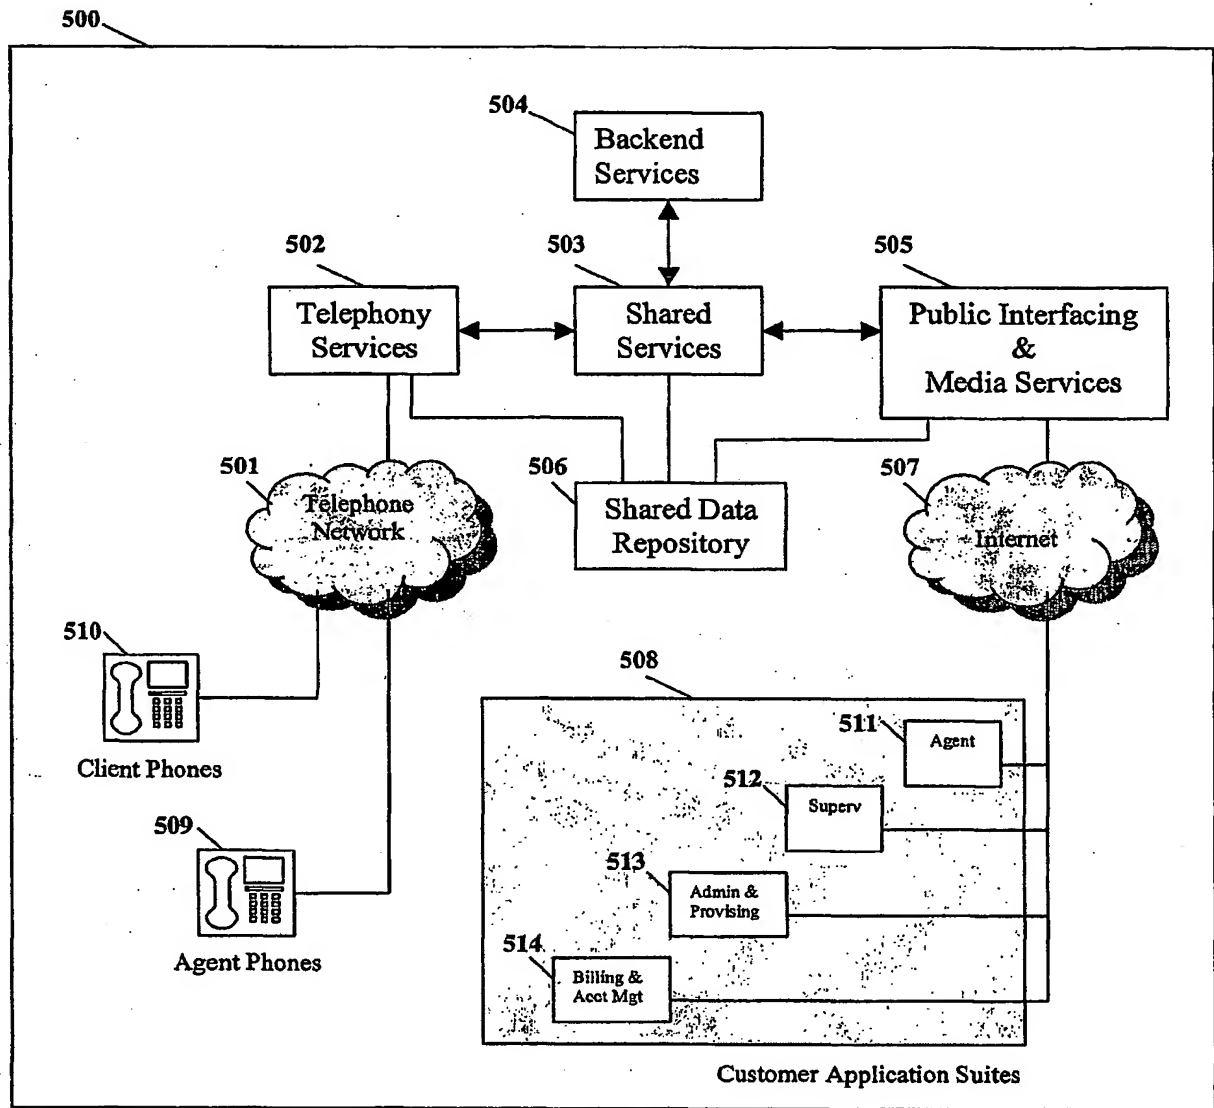 500
504
Backend
Services
502
503
505
Telephony
Services
Shared
Services
Public Interfacing
&
Media Services
501
506
507
Telephone
Network
Shared Data
Repository
Internet
510
Client Phones
508
511
Agent
512
Superv
509
Agent Phones
513
Admin &
Provising
514
Billing &
Acct Mgt
Customer Application Suites